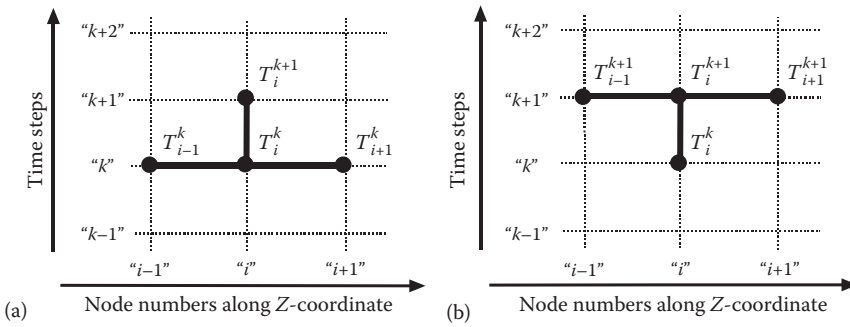 “k+2”
“k+1”
“k”
“k−1”
T_i^{k+1}
T_{i−1}^k
T_i^k
T_{i+1}^k
“i−1”
“i”
“i+1”
Time steps
Node numbers along Z-coordinate
(a)
“k+2”
“k+1”
“k”
“k−1”
T_{i−1}^{k+1}
T_i^{k+1}
T_{i+1}^{k+1}
T_i^k
“i−1”
“i”
“i+1”
Time steps
Node numbers along Z-coordinate
(b)